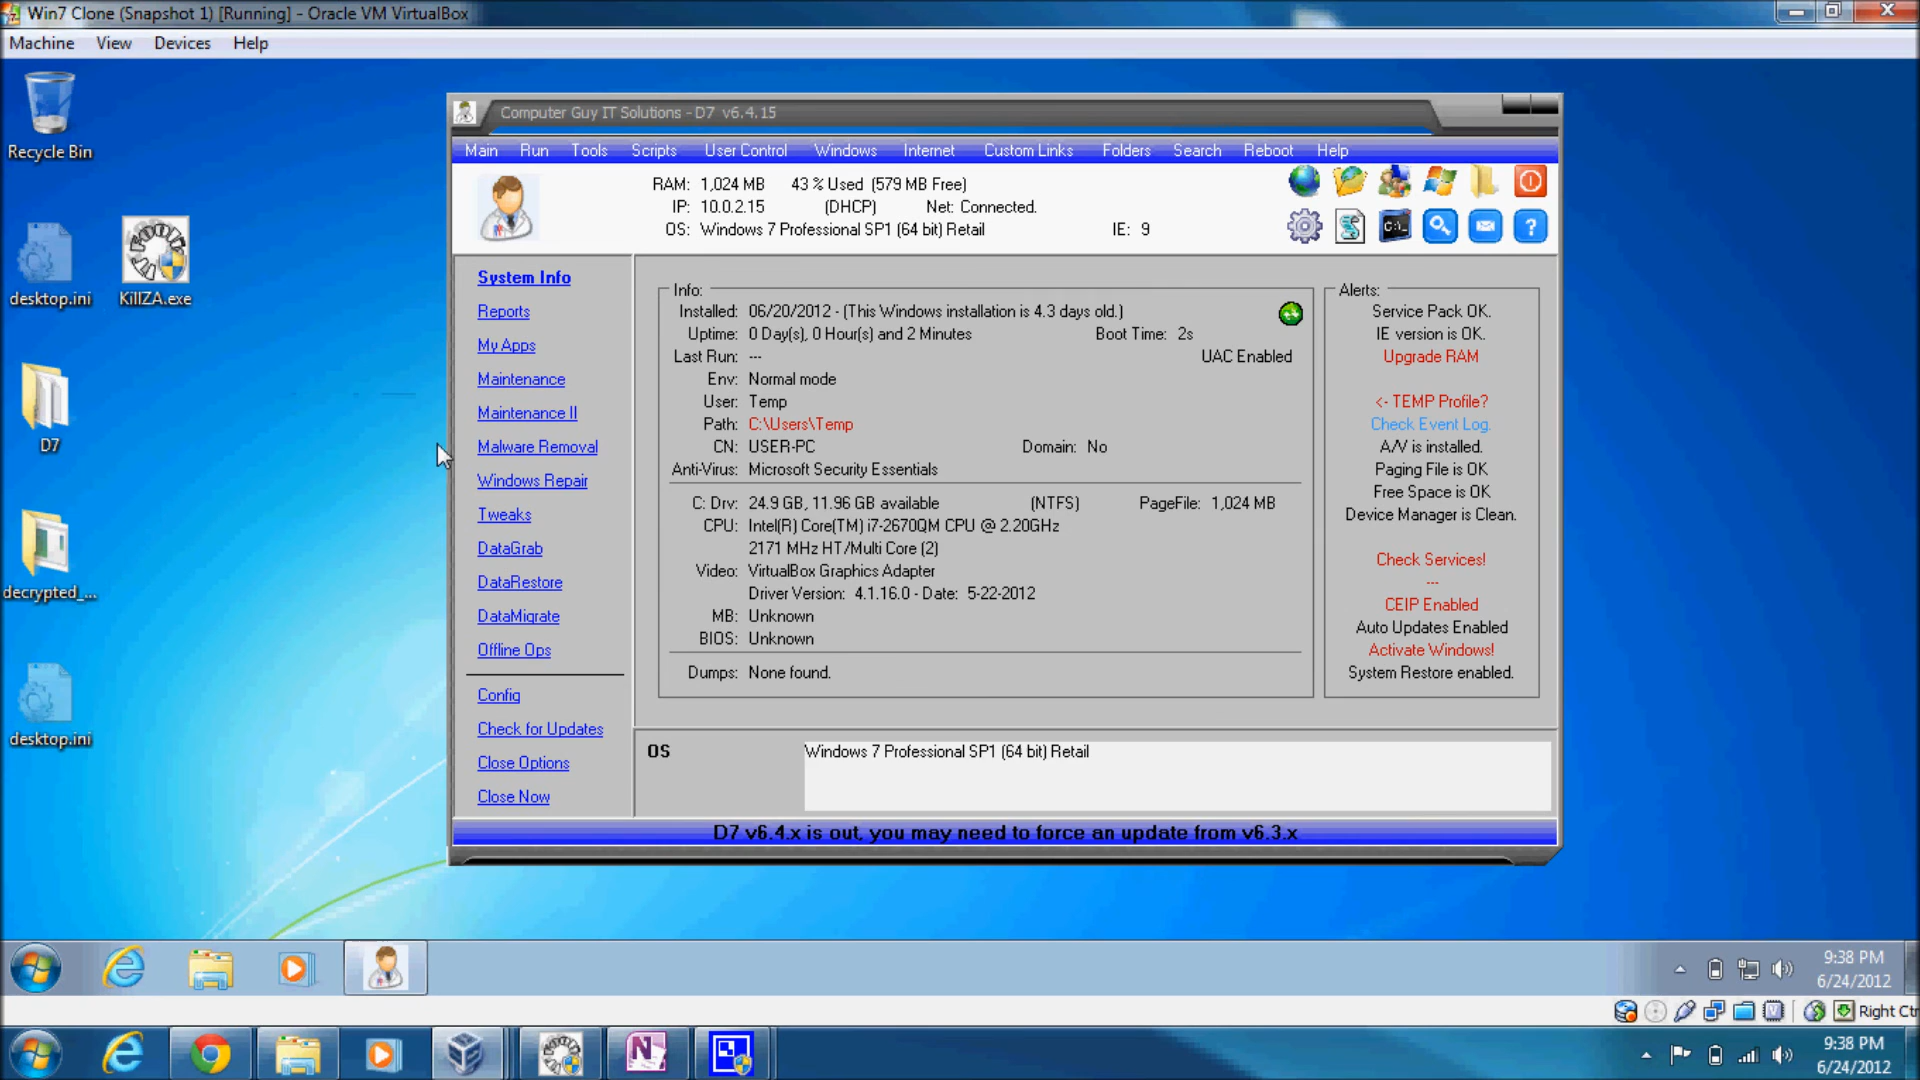 Win7 Clone (Snapshot 1) [Running] - Oracle VM VirtualBox
Machine View Devices Help
Recycle Bin
desktop.ini
KillZA.exe
D7
decrypted_...
desktop.ini
Computer Guy IT Solutions - D7 v6.4.15
Main Run Tools Scripts User Control Windows Internet Custom Links Folders Search Reboot Help
RAM: 1,024 MB 43 % Used (579 MB Free)
IP: 10.0.2.15 (DHCP) Net: Connected.
OS: Windows 7 Professional SP1 (64 bit) Retail IE: 9
C:\_
?
System Info
Reports
My Apps
Maintenance
Maintenance II
Malware Removal
Windows Repair
Tweaks
DataGrab
DataRestore
DataMigrate
Offline Ops
Config
Check for Updates
Close Options
Close Now
Info:
Installed: 06/20/2012 - (This Windows installation is 4.3 days old.)
Uptime: 0 Day(s), 0 Hour(s) and 2 Minutes Boot Time: 2s
Last Run: --- UAC Enabled
Env: Normal mode
User: Temp
Path: C:\Users\Temp
CN: USER-PC Domain: No
Anti-Virus: Microsoft Security Essentials
C: Drv: 24.9 GB, 11.96 GB available (NTFS) PageFile: 1,024 MB
CPU: Intel(R) Core(TM) i7-2670QM CPU @ 2.20GHz
2171 MHz HT/Multi Core (2)
Video: VirtualBox Graphics Adapter
Driver Version: 4.1.16.0 - Date: 5-22-2012
MB: Unknown
BIOS: Unknown
Dumps: None found.
Alerts:
Service Pack OK.
IE version is OK.
Upgrade RAM
<- TEMP Profile?
Check Event Log.
A/V is installed.
Paging File is OK
Free Space is OK
Device Manager is Clean.
Check Services!
---
CEIP Enabled
Auto Updates Enabled
Activate Windows!
System Restore enabled.
OS
Windows 7 Professional SP1 (64 bit) Retail
D7 v6.4.x is out, you may need to force an update from v6.3.x
9:38 PM
6/24/2012
Right Ctr
9:38 PM
6/24/2012